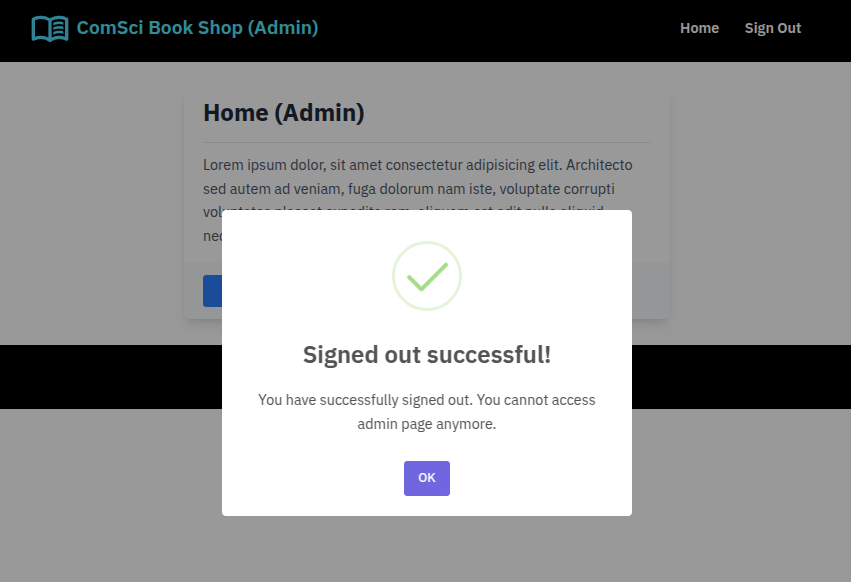 ComSci Book Shop (Admin)
Home Sign Out
Home (Admin)
Lorem ipsum dolor, sit amet consectetur adipisicing elit. Architecto
sed autem ad veniam, fuga dolorum nam iste, voluptate corrupti
Signed out successful!
You have successfully signed out. You cannot access
admin page anymore.
OK